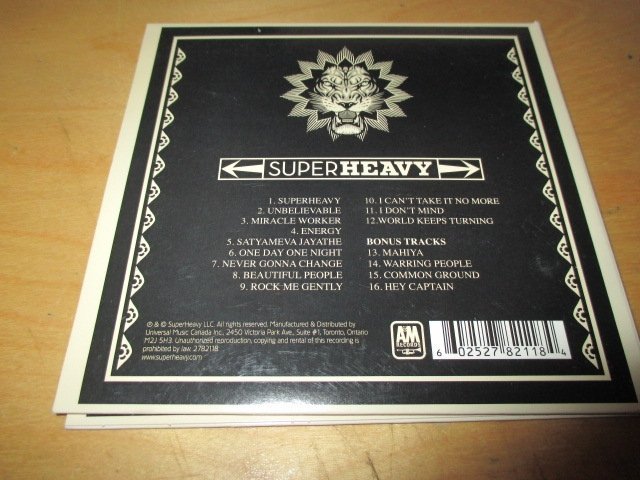 SUPERHEAVY
1. SUPERHEAVY
2. UNBELIEVABLE
3. MIRACLE WORKER
4. ENERGY
5. SATYAMEVA JAYATHE
6. ONE DAY ONE NIGHT
7. NEVER GONNA CHANGE
8. BEAUTIFUL PEOPLE
9. ROCK ME GENTLY
10. I CAN'T TAKE IT NO MORE
11. I DON'T MIND
12. WORLD KEEPS TURNING
BONUS TRACKS
13. MAHIYA
14. WARRING PEOPLE
15. COMMON GROUND
16. HEY CAPTAIN
℗ & © SuperHeavy LLC. All rights reserved. Manufactured & Distributed by
Universal Music Canada Inc., 2450 Victoria Park Ave., Suite #1, Toronto, Ontario
M2J 5H3. Unauthorized reproduction, copying and rental of this recording is
prohibited by law. 2782118
www.superheavy.com
A&M
RECORDS
6 02527 82118 4